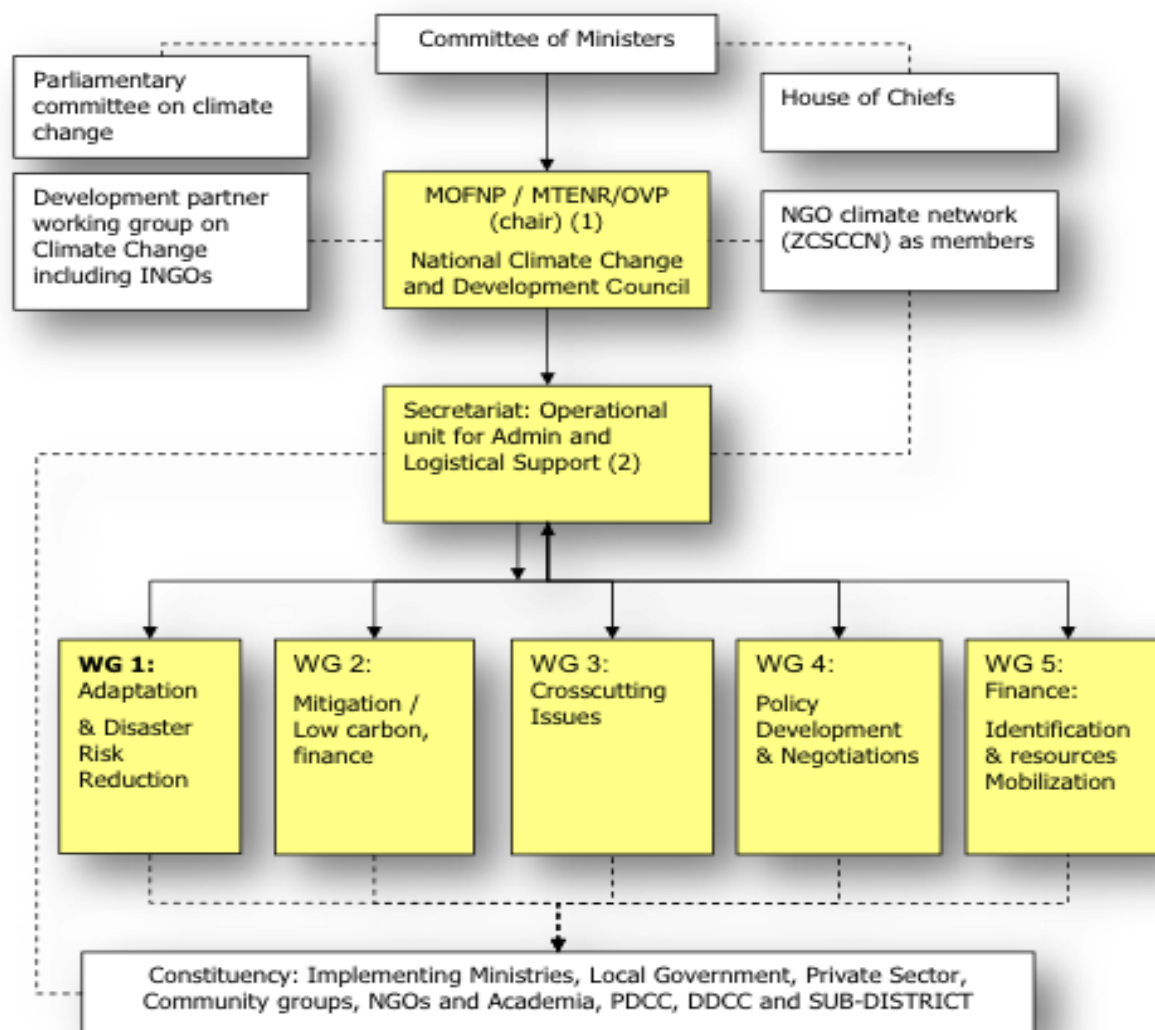 Committee of Ministers
Parliamentary
committee on climate
change
House of Chiefs
Development partner
working group on
Climate Change
including INGOs
MOFNP / MTENR/OVP
(chair) (1)
National Climate Change
and Development Council
NGO climate network
(ZCSCCN) as members
Secretariat: Operational
unit for Admin and
Logistical Support (2)
WG 1:
Adaptation
& Disaster
Risk
Reduction
WG 2:
Mitigation /
Low carbon,
finance
WG 3:
Crosscutting
Issues
WG 4:
Policy
Development
& Negotiations
WG 5:
Finance:
Identification
& resources
Mobilization
Constituency: Implementing Ministries, Local Government, Private Sector,
Community groups, NGOs and Academia, PDCC, DDCC and SUB-DISTRICT